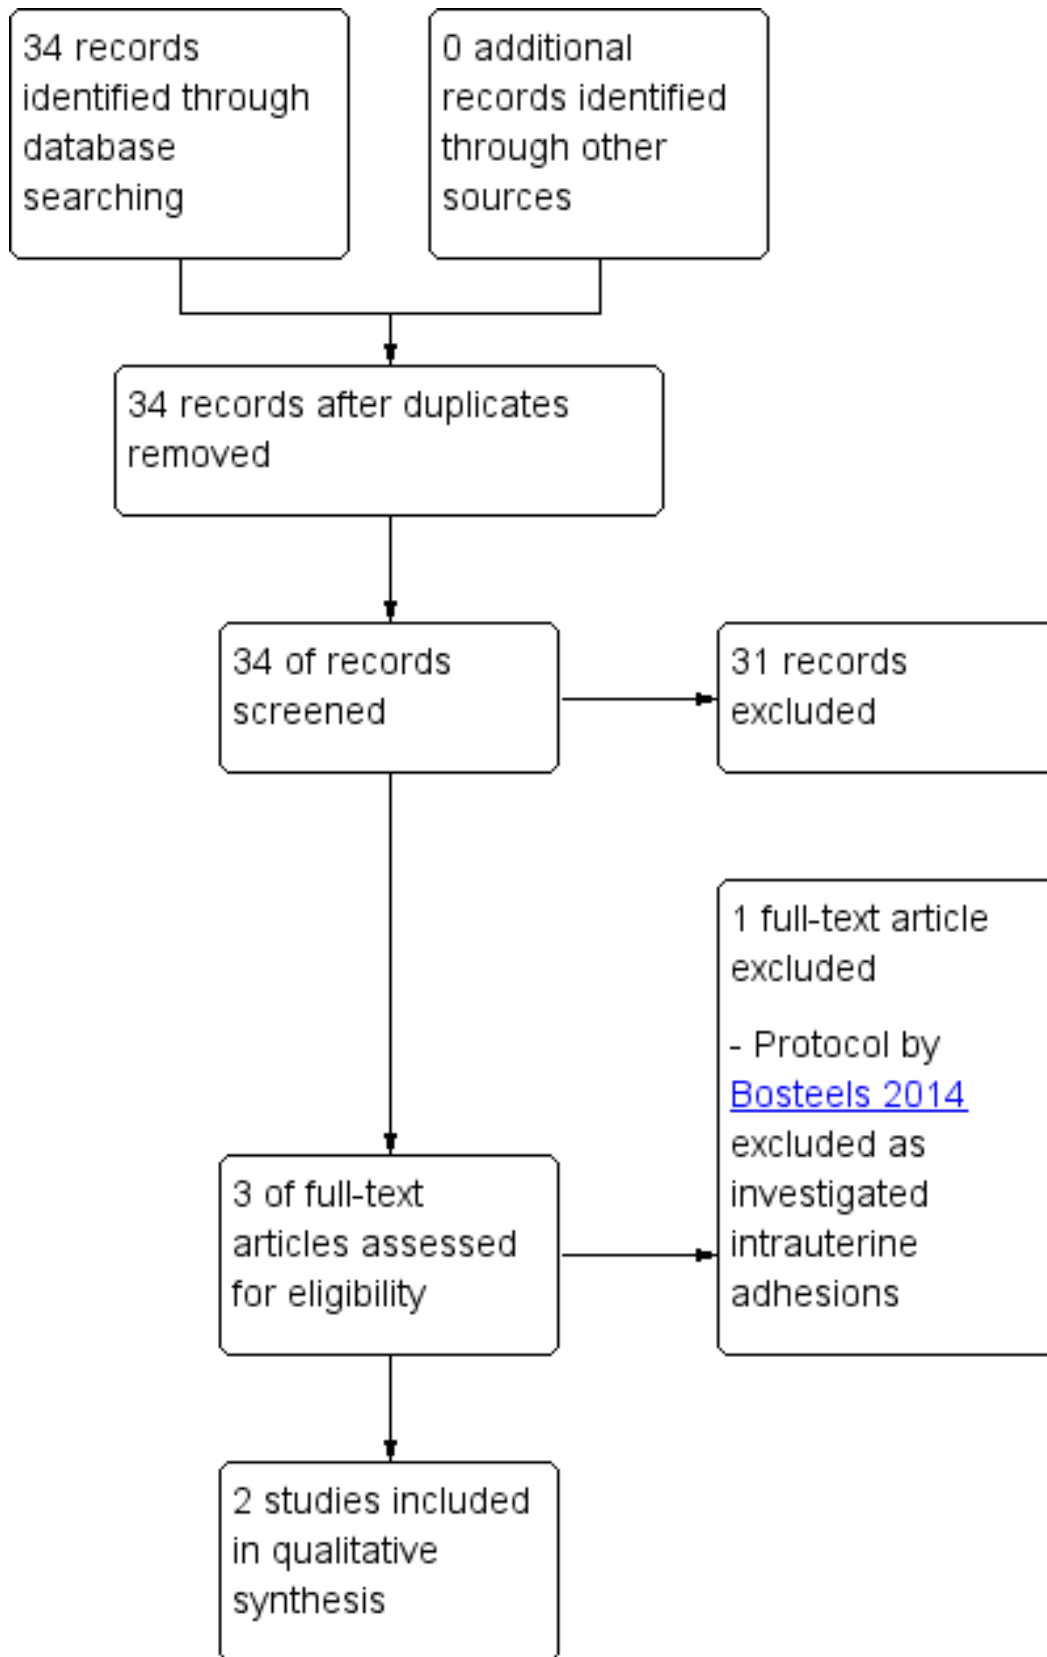 34 records
identified through
database
searching
0 additional
records identified
through other
sources
34 records after duplicates
removed
34 of records
screened
31 records
excluded
1 full-text article
excluded
- Protocol by
Bosteels 2014
excluded as
investigated
intrauterine
adhesions
3 of full-text
articles assessed
for eligibility
2 studies included
in qualitative
synthesis